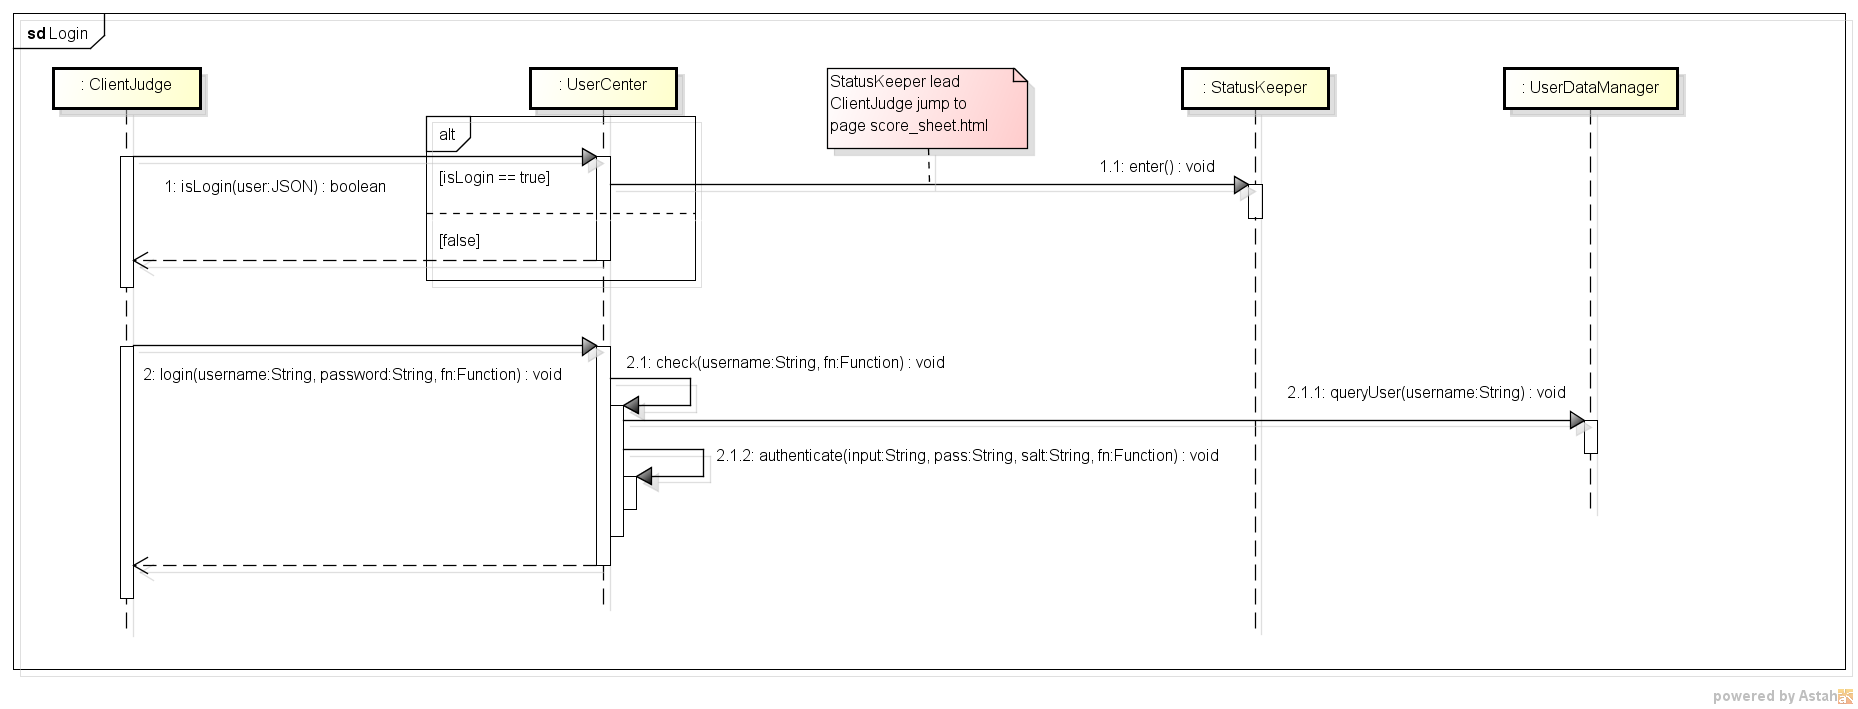 sd Login
: ClientJudge
: UserCenter
StatusKeeper lead
ClientJudge jump to
page score_sheet.html
: StatusKeeper
: UserDataManager
alt
1: isLogin(user:JSON) : boolean
[isLogin == true]
1.1: enter() : void
[false]
2: login(username:String, password:String, fn:Function) : void
2.1: check(username:String, fn:Function) : void
2.1.1: queryUser(username:String) : void
2.1.2: authenticate(input:String, pass:String, salt:String, fn:Function) : void
powered by Astah